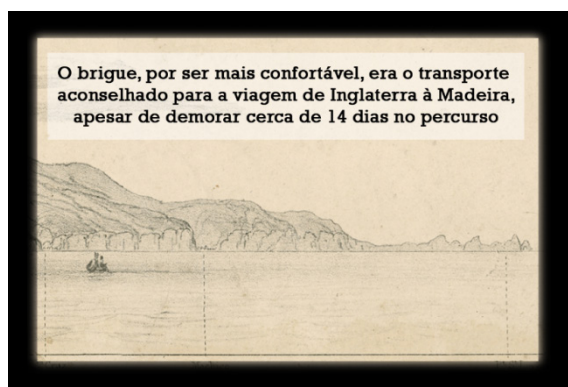 O brigue, por ser mais confortável, era o transporte
aconselhado para a viagem de Inglaterra à Madeira,
apesar de demorar cerca de 14 dias no percurso